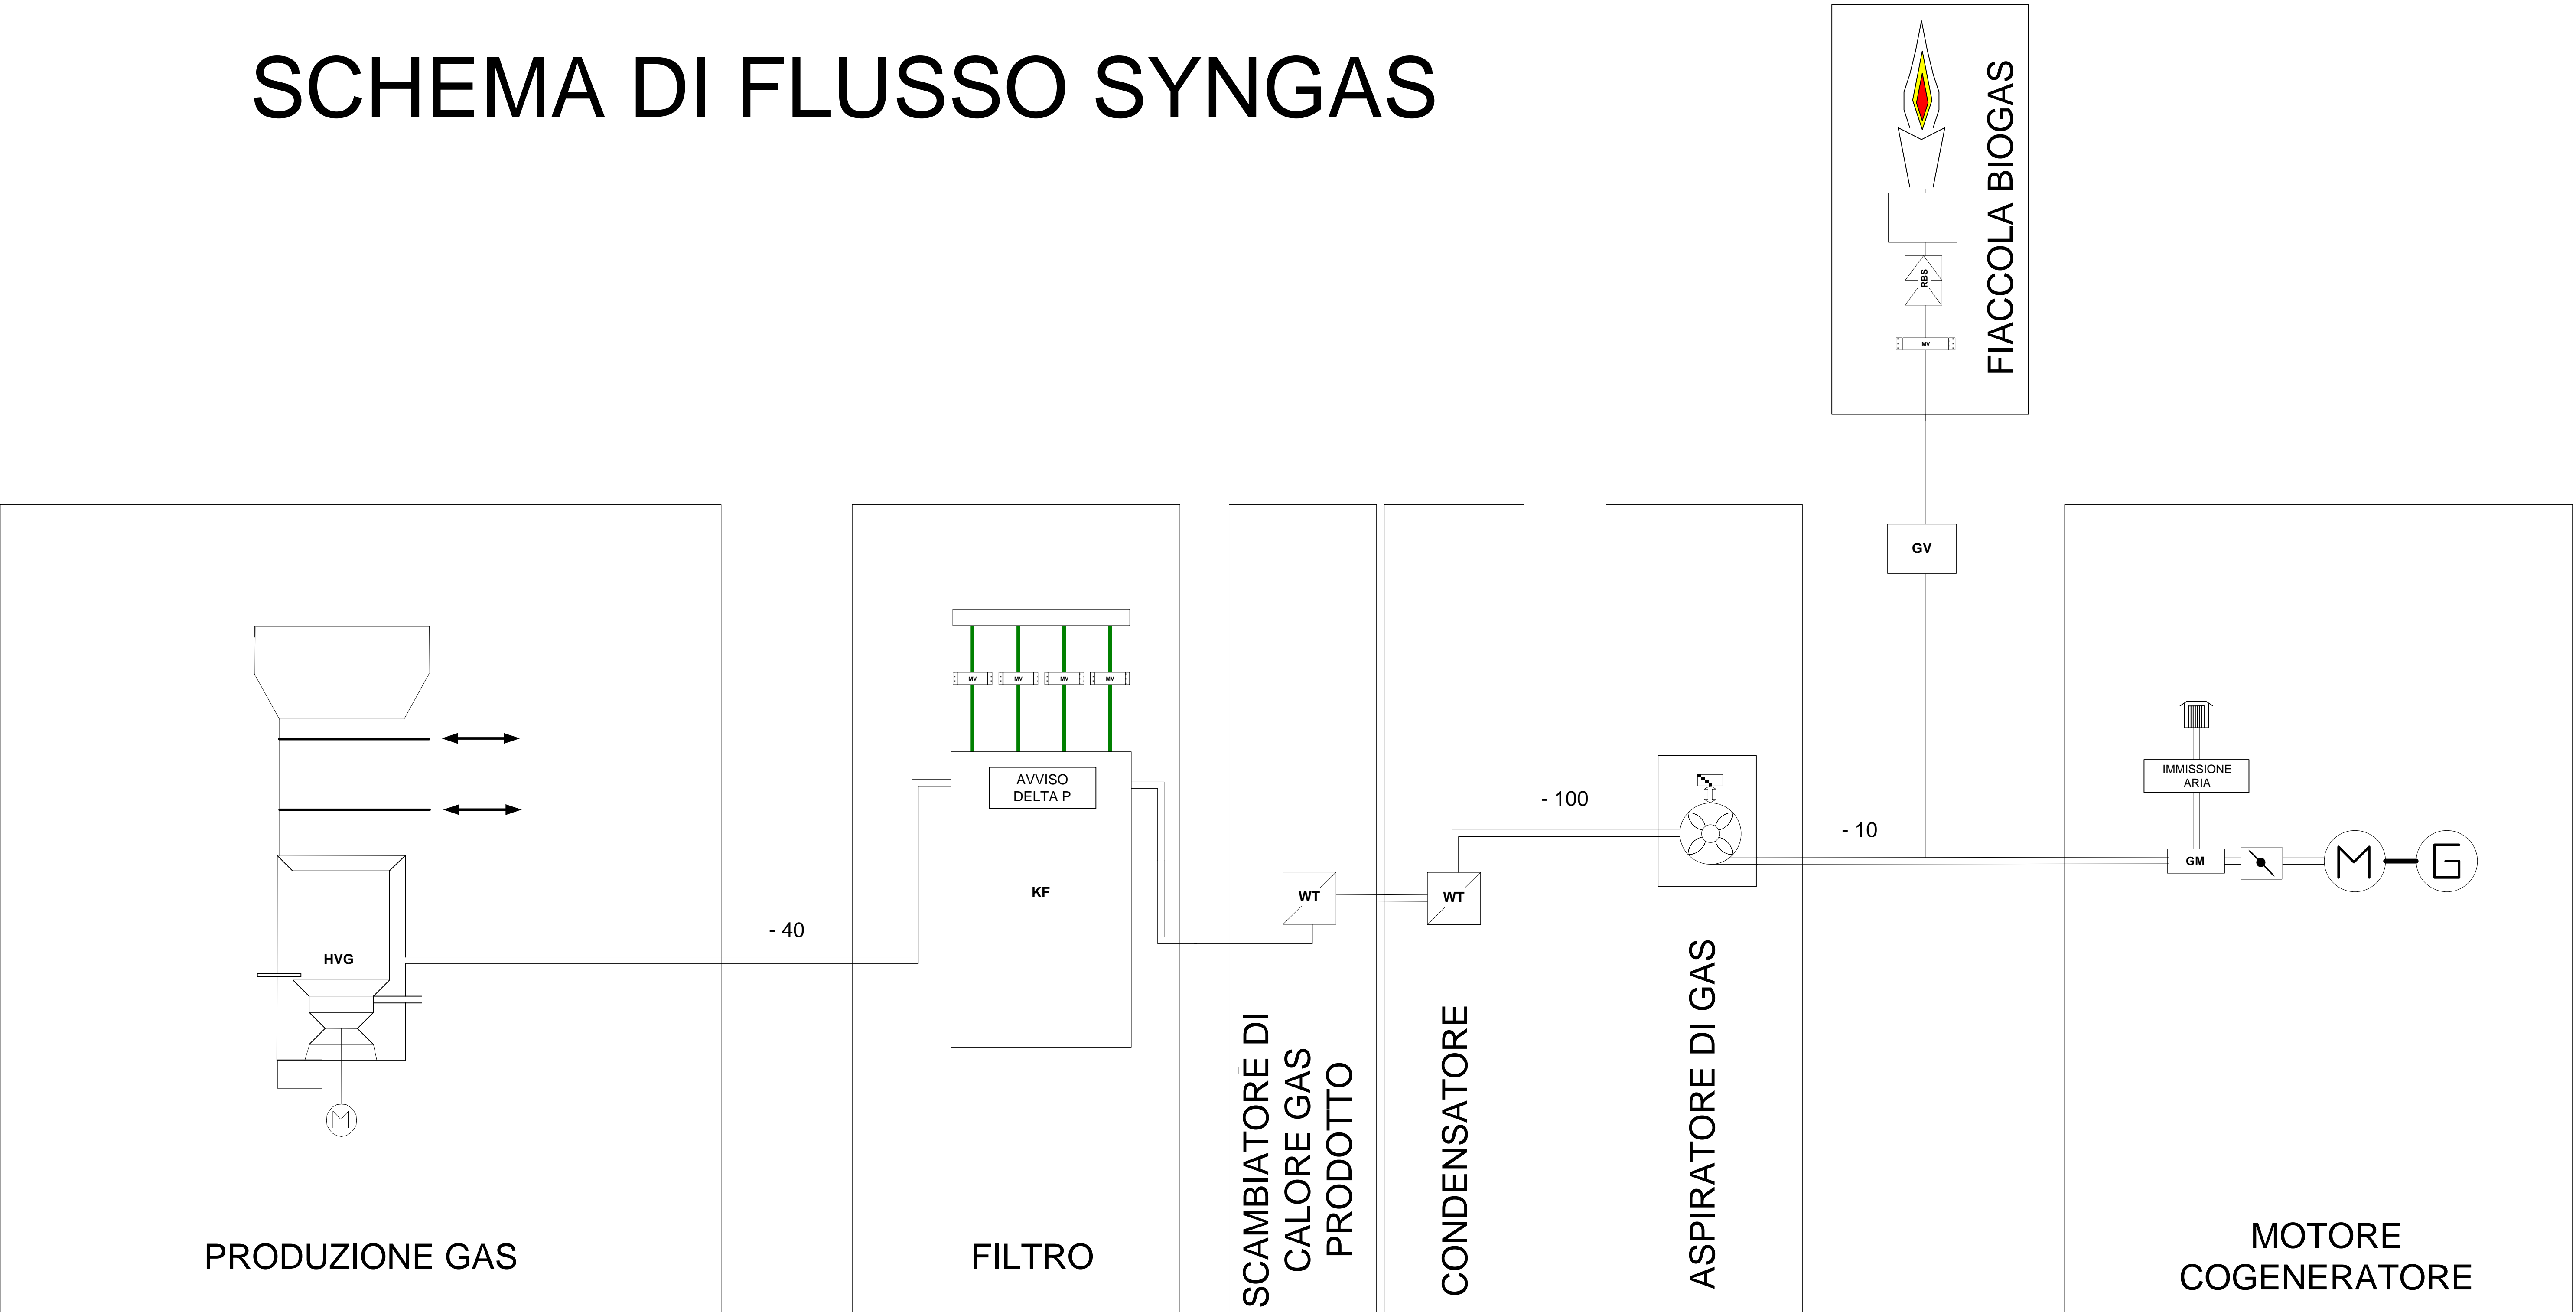 SCHEMA DI FLUSSO SYNGAS
FIACCOLA BIOGAS
RBS
MV
GV
MV MV MV MV
AVVISO
DELTA P
KF
HVG
M
- 40
WT
WT
- 100
- 10
IMMISSIONE
ARIA
GM
M
G
PRODUZIONE GAS
FILTRO
SCAMBIATORE DI
CALORE GAS
PRODOTTO
CONDENSATORE
ASPIRATORE DI GAS
MOTORE
COGENERATORE